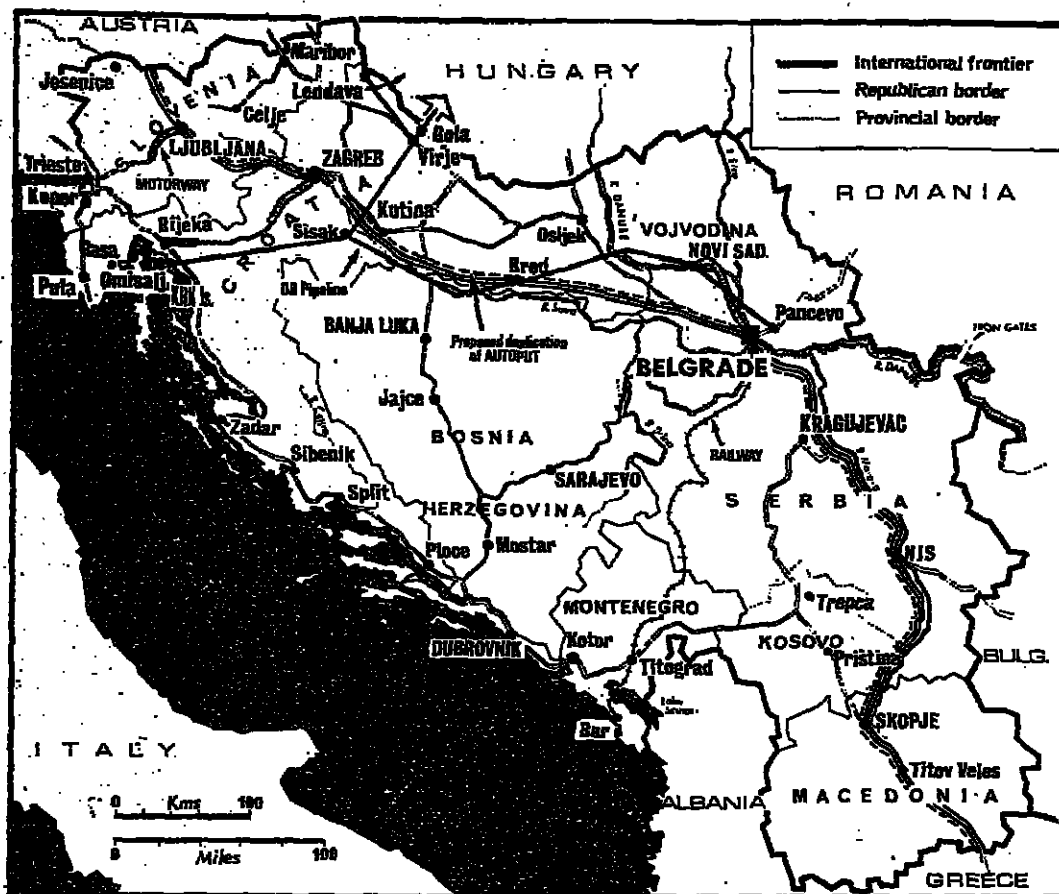 AUSTRIA
Jesenice
Maribor
HUNGARY
International frontier
Republican border
Provincial border
SLOVENIA
Lendava
Celje
Gola
Virje
LJUBLJANA
ZAGREB
Trieste
Koper
MOTORWAY
ROMANIA
R. DANUBE
VOJVODINA
Kutina
Osijek
NOVI SAD.
Rijeka
Sisak
CROATIA
Rasa
Omisalj
Krk Is.
Pula
Oil Pipeline
Brod
R. Sava
Pancevo
BANJA LUKA
Proposed duplication
of AUTOPUT
IRON GATES
BELGRADE
R. DANUBE
Jajce
Zadar
KRAGUJEVAC
BOSNIA
RAILWAY
Sibenik
SARAJEVO
SERBIA
Split
HERZEGOVINA
Ploce
Mostar
NIS
MONTENEGRO
Trepca
DUBROVNIK
Kotor
KOSOVO
Pristina
Titograd
BULG.
Bar
SKOPJE
ITALY
Titov Veles
0 Kms 100
ALBANIA
MACEDONIA
0 Miles 100
GREECE